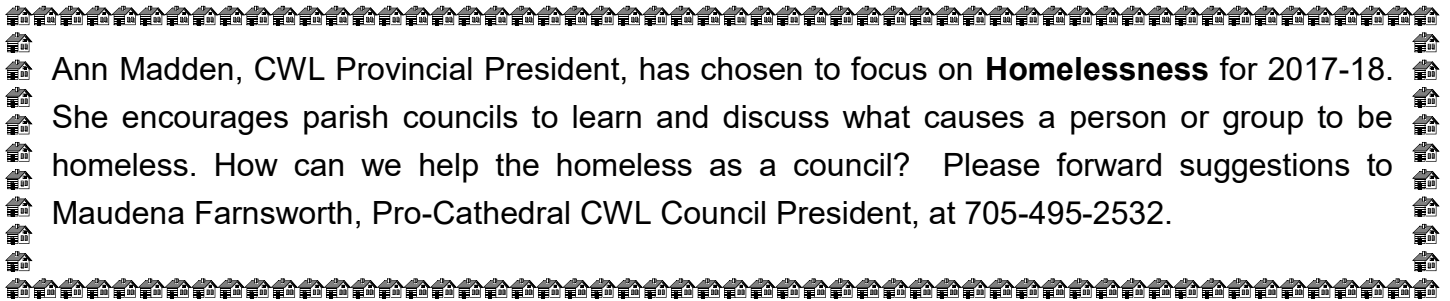 Ann Madden, CWL Provincial President, has chosen to focus on Homelessness for 2017-18.
She encourages parish councils to learn and discuss what causes a person or group to be
homeless. How can we help the homeless as a council?  Please forward suggestions to
Maudena Farnsworth, Pro-Cathedral CWL Council President, at 705-495-2532.